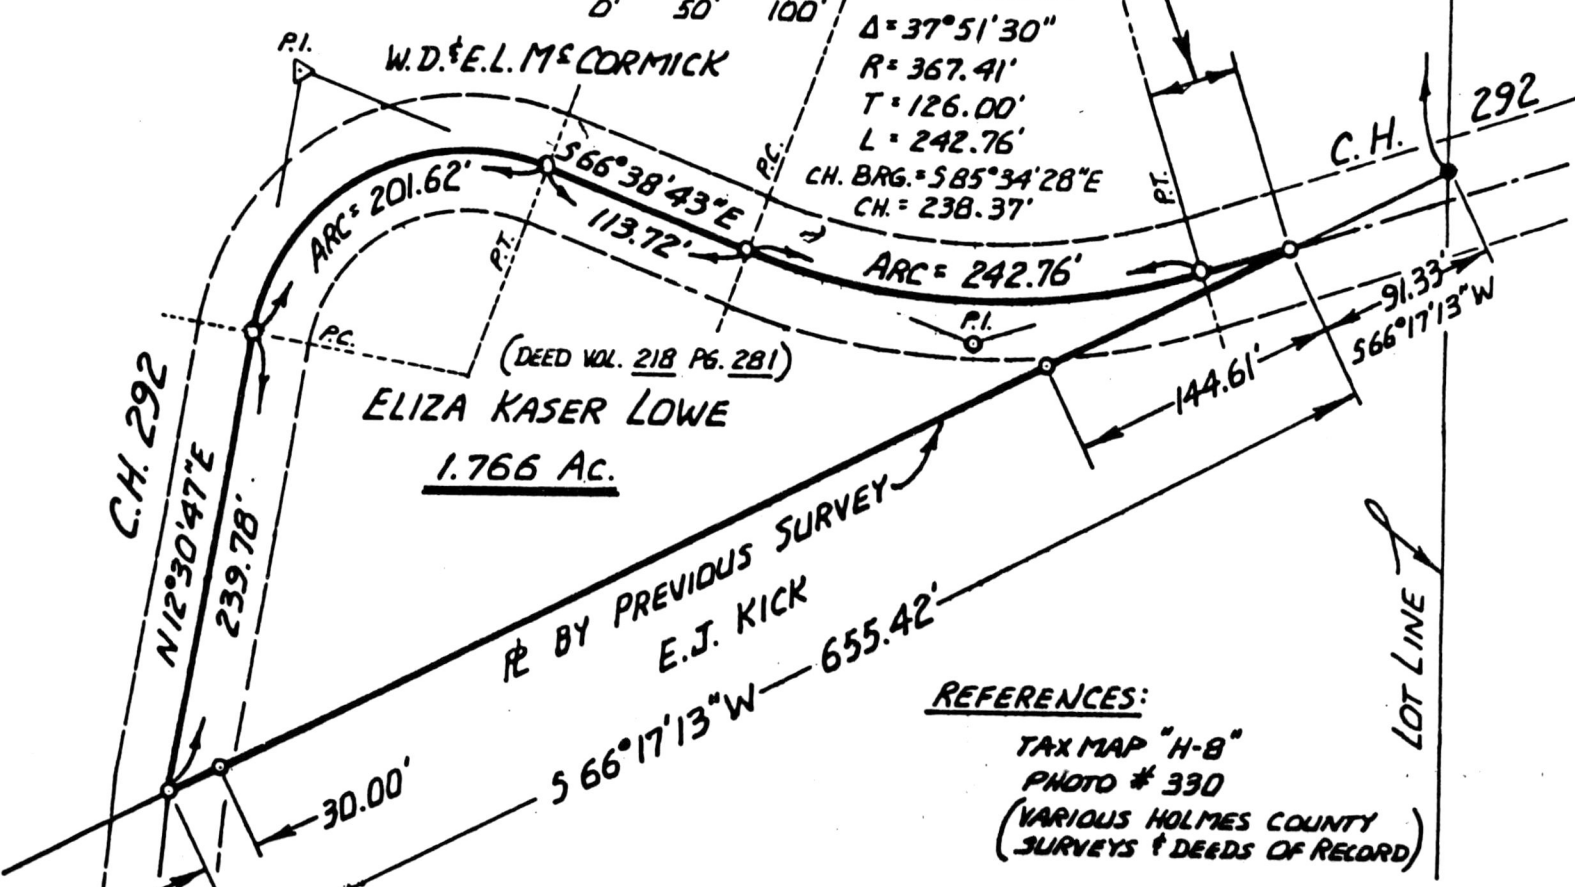 0' 50' 100'
Δ = 37°51'30"
R = 367.41'
T = 126.00'
L = 242.76'
CH. BRG. = S85°34'28"E
CH. = 238.37'
P.I.
W.D. & E.L. McCORMICK
C.H. 292
ARC = 201.62'
S66°38'43"E
113.72'
P.C.
P.T.
P.T.
ARC = 242.76'
P.I.
P.C.
91.33'
S66°17'13"W
144.61'
(DEED VOL. 218 PG. 281)
ELIZA KASER LOWE
1.766 Ac.
C.H. 292
N12°30'47"E
239.78'
℄ BY PREVIOUS SURVEY
E.J. KICK
S 66°17'13"W 655.42'
30.00'
LOT LINE
REFERENCES:
TAX MAP "H-8"
PHOTO # 330
(VARIOUS HOLMES COUNTY
SURVEYS & DEEDS OF RECORD)